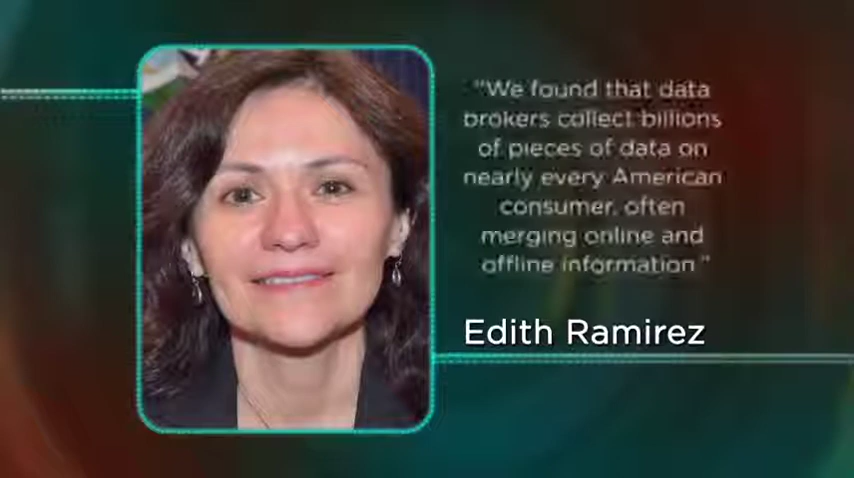 "We found that data
brokers collect billions
of pieces of data on
nearly every American
consumer, often
merging online and
offline information."
Edith Ramirez